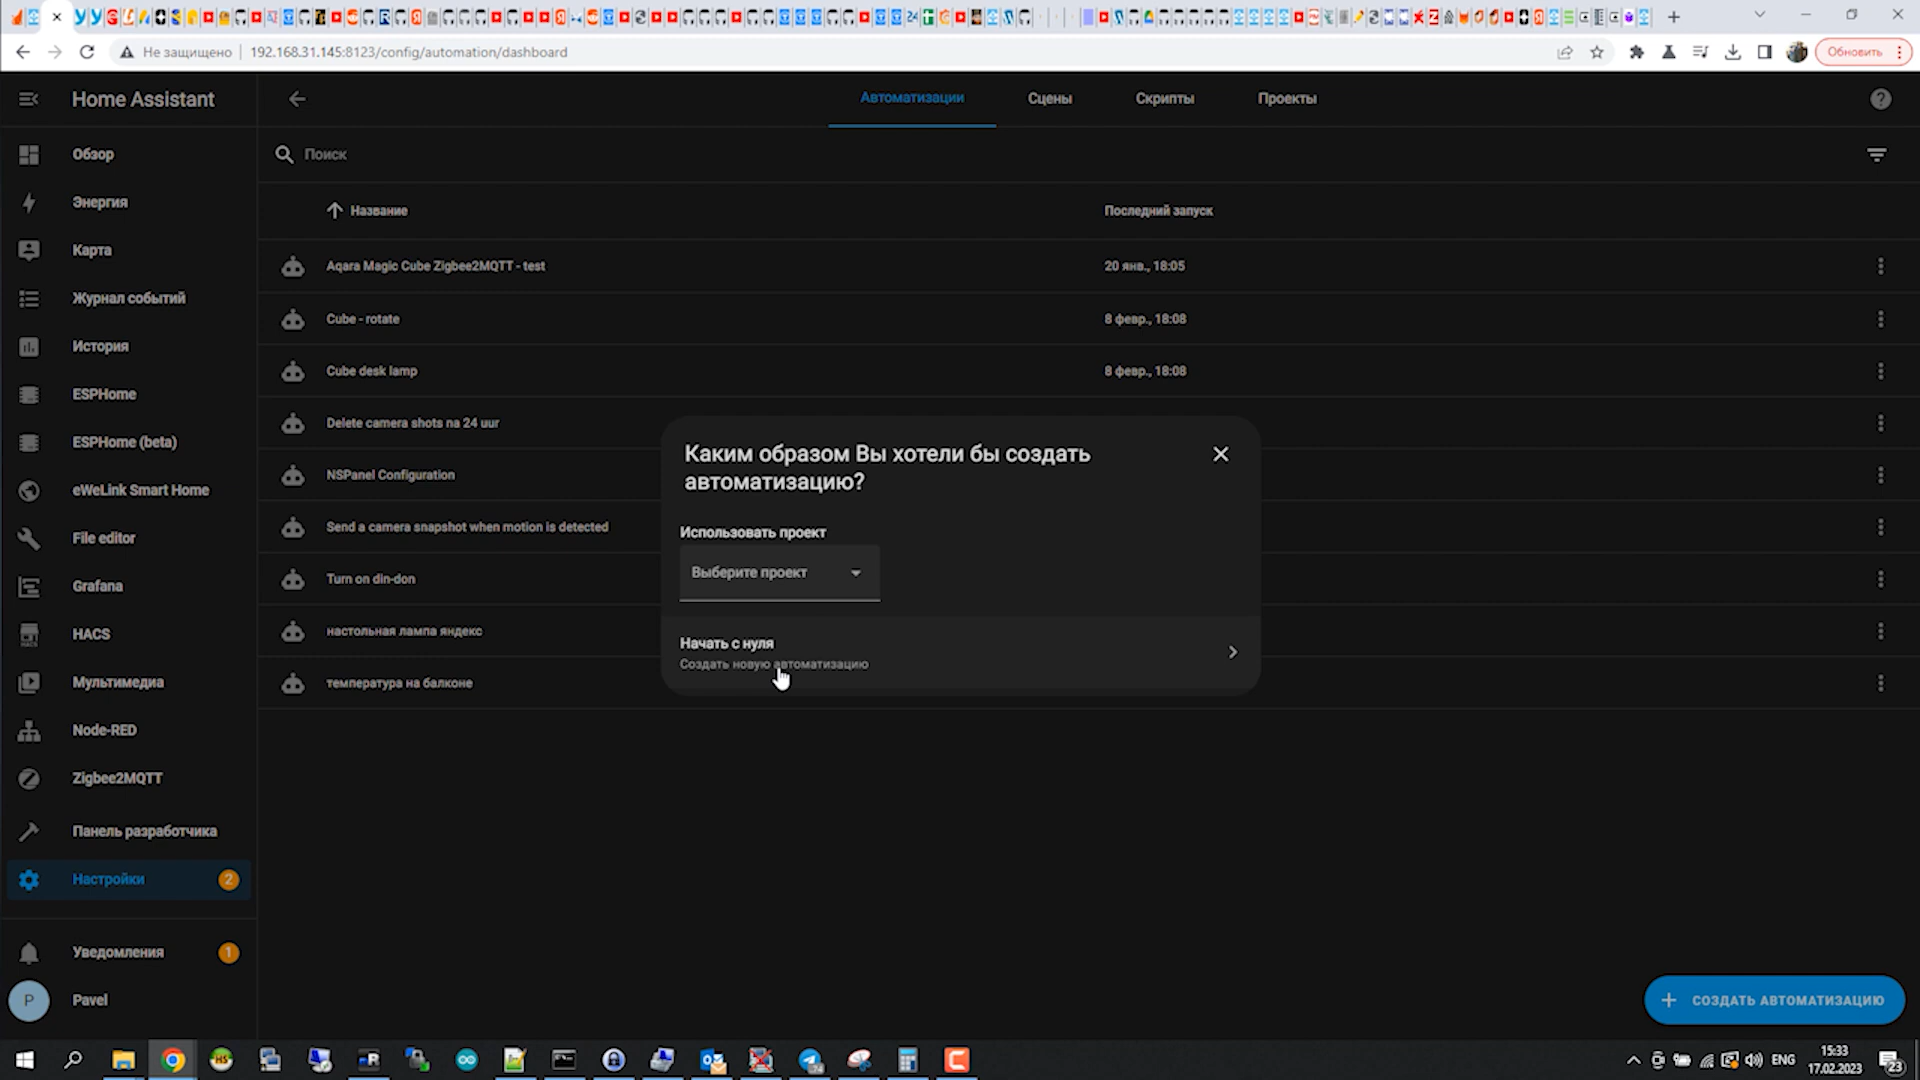 Не защищено
192.168.31.145:8123/config/automation/dashboard
Обновить
Home Assistant
Автоматизации
Сцены
Скрипты
Проекты
Обзор
Поиск
Энергия
Название
Последний запуск
Карта
Aqara Magic Cube Zigbee2MQTT - test
20 янв., 18:05
Журнал событий
Cube - rotate
8 февр., 18:08
История
Cube desk lamp
8 февр., 18:08
ESPHome
Delete camera shots na 24 uur
ESPHome (beta)
NSPanel Configuration
eWeLink Smart Home
Send a camera snapshot when motion is detected
File editor
Turn on din-don
Grafana
настольная лампа яндекс
HACS
температура на балконе
Мультимедиа
Каким образом Вы хотели бы создать
автоматизацию?
Использовать проект
Выберите проект
Начать с нуля
Создать новую автоматизацию
Node-RED
Zigbee2MQTT
Панель разработчика
Настройки
2
Уведомления
1
P
Pavel
СОЗДАТЬ АВТОМАТИЗАЦИЮ
ENG
15:33
17.02.2023
23